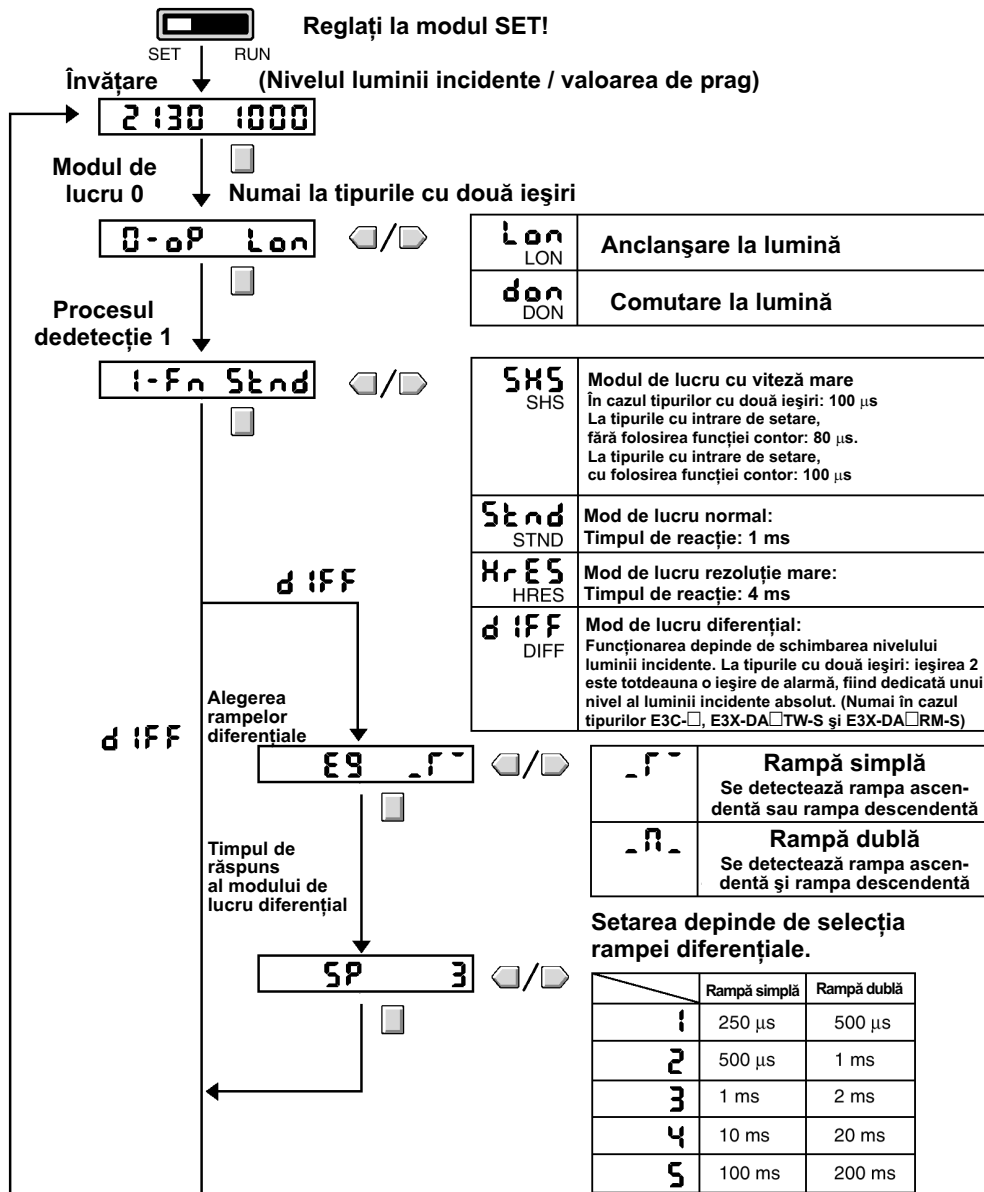 Reglați la modul SET!
SET RUN
Învățare (Nivelul luminii incidente / valoarea de prag)
2130 1000
Modul de
lucru 0
Numai la tipurile cu două ieşiri
0-oP Lon
/
Lon
LON
Anclanşare la lumină
don
DON
Comutare la lumină
Procesul
dedetecție 1
1-Fn Stnd
/
SHS
SHS
Modul de lucru cu viteză mare
În cazul tipurilor cu două ieşiri: 100 µs
La tipurile cu intrare de setare,
fără folosirea funcției contor: 80 µs.
La tipurile cu intrare de setare,
cu folosirea funcției contor: 100 µs
Stnd
STND
Mod de lucru normal:
Timpul de reacție: 1 ms
HrES
HRES
Mod de lucru rezoluție mare:
Timpul de reacție: 4 ms
dIFF
DIFF
Mod de lucru diferențial:
Funcționarea depinde de schimbarea nivelului
luminii incidente. La tipurile cu două ieşiri: ieşirea 2
este totdeauna o ieşire de alarmă, fiind dedicată unui
nivel al luminii incidente absolut. (Numai în cazul
tipurilor E3C-□, E3X-DA□TW-S şi E3X-DA□RM-S)
dIFF
dIFF
Alegerea
rampelor
diferențiale
E9
/
Rampă simplă
Se detectează rampa ascen-
dentă sau rampa descendentă
Rampă dublă
Se detectează rampa ascen-
dentă şi rampa descendentă
Timpul de
răspuns
al modului de
lucru diferențial
SP 3
/
Setarea depinde de selecția
rampei diferențiale.
Rampă simplă Rampă dublă
1 250 µs 500 µs
2 500 µs 1 ms
3 1 ms 2 ms
4 10 ms 20 ms
5 100 ms 200 ms